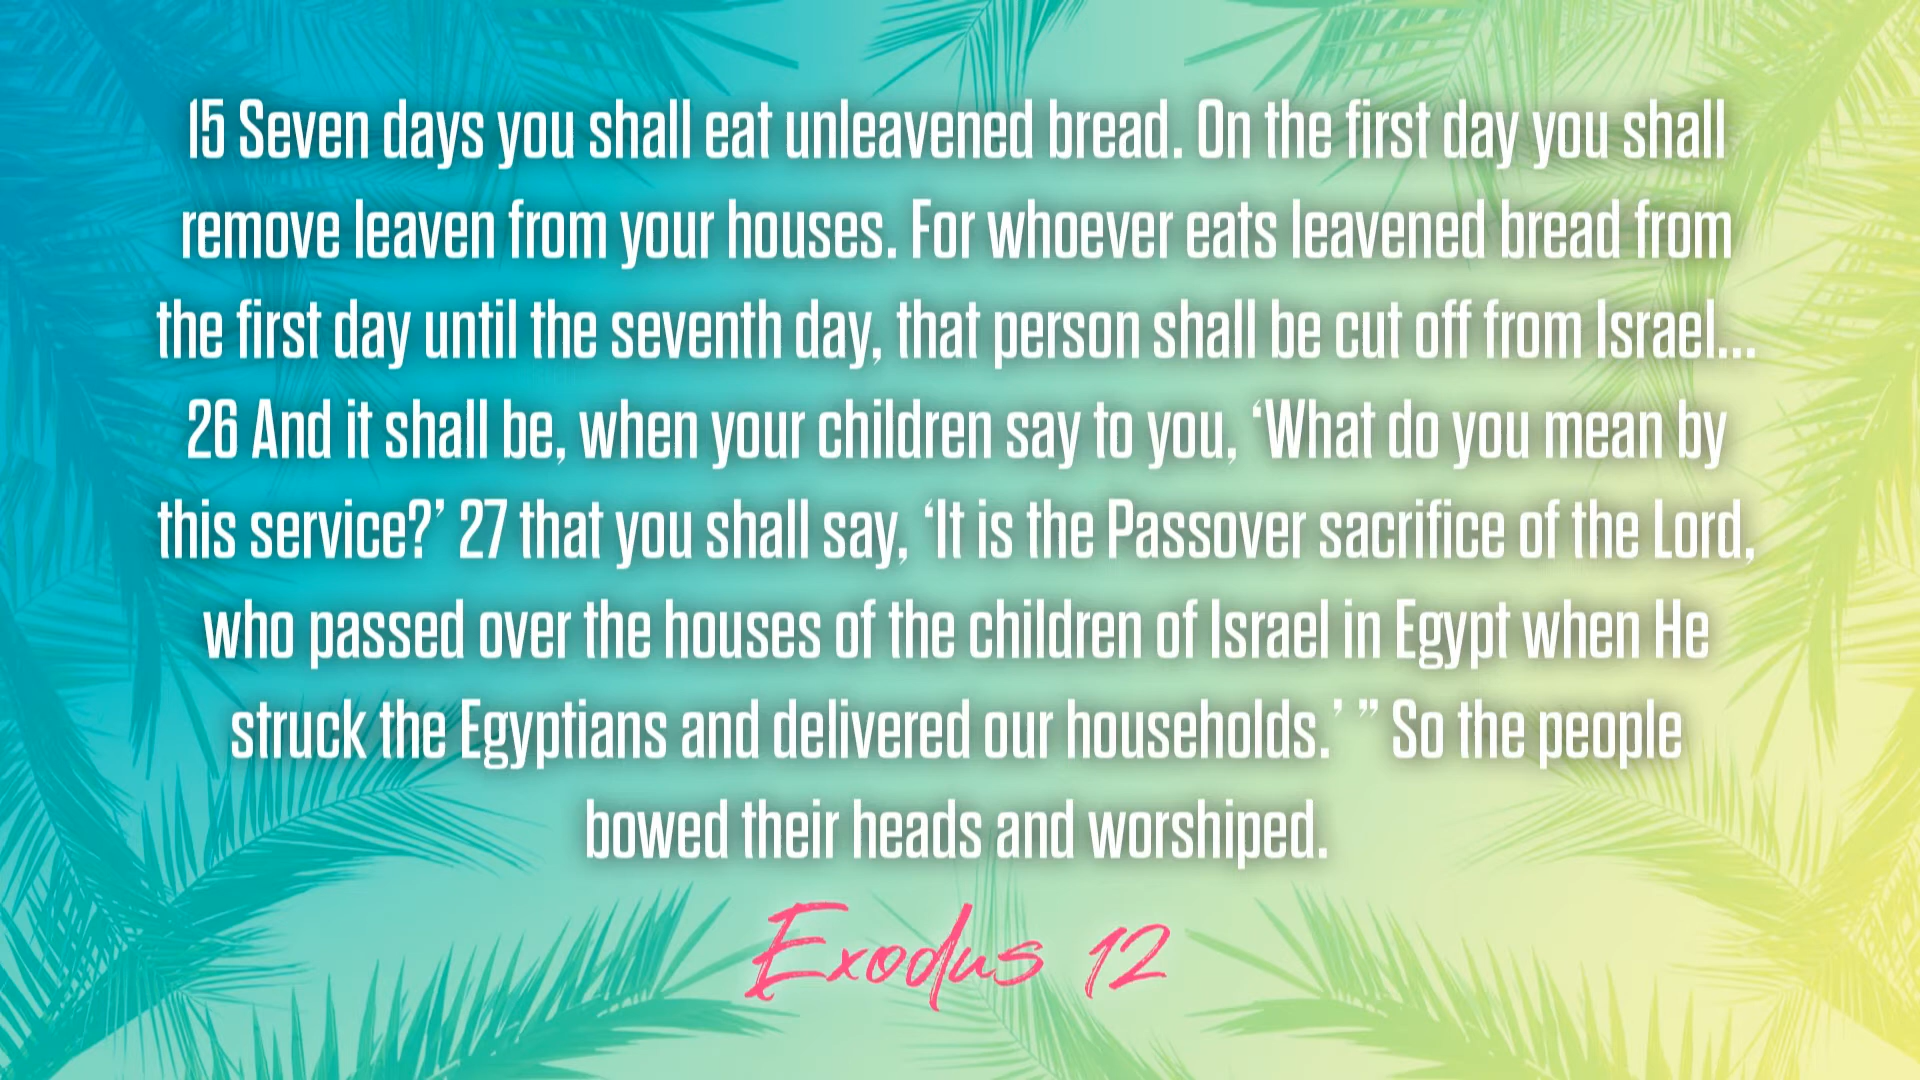 15 Seven days you shall eat unleavened bread. On the first day you shall
remove leaven from your houses. For whoever eats leavened bread from
the first day until the seventh day, that person shall be cut off from Israel...
26 And it shall be, when your children say to you, ‘What do you mean by
this service?’ 27 that you shall say, ‘It is the Passover sacrifice of the Lord,
who passed over the houses of the children of Israel in Egypt when He
struck the Egyptians and delivered our households.’ ” So the people
bowed their heads and worshiped.
Exodus 12